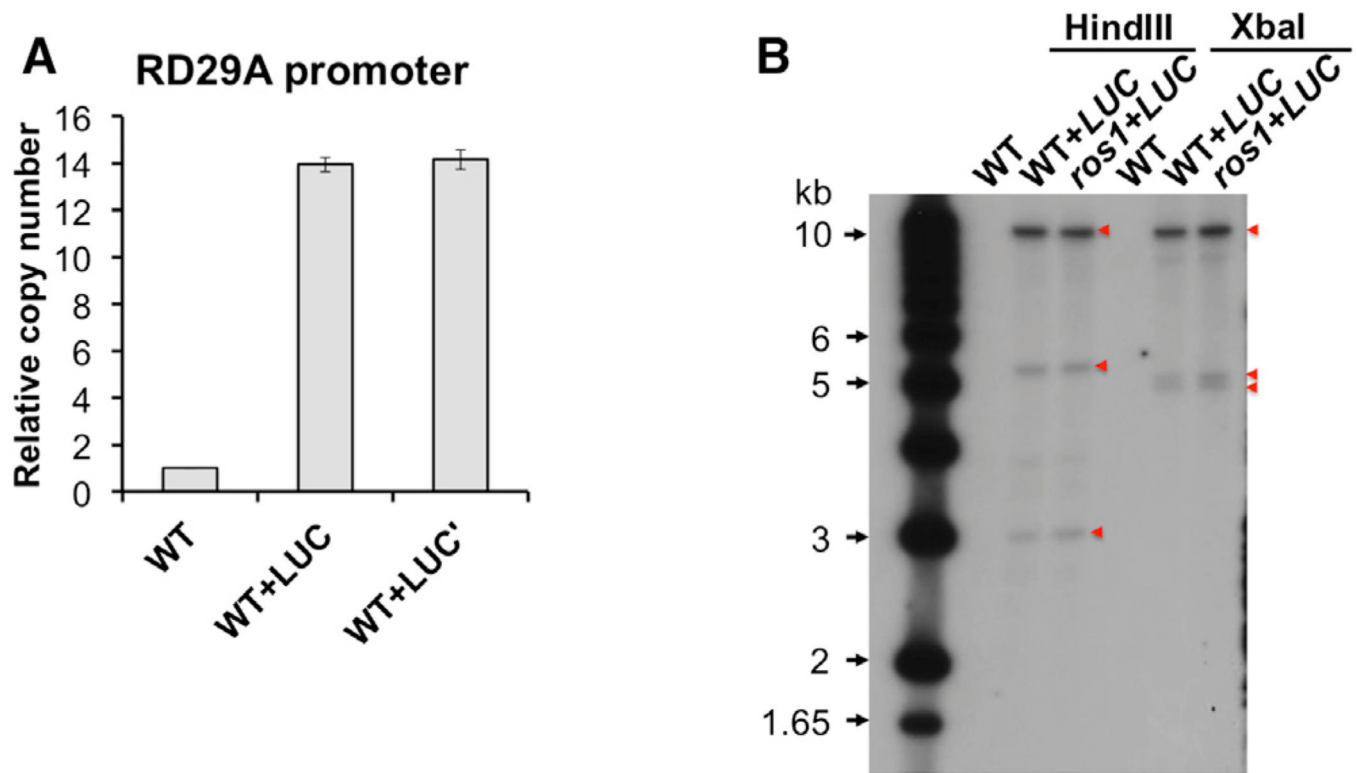 A
RD29A promoter
Relative copy number
16
14
12
10
8
6
4
2
0
WT
WT+LUC
WT+LUC'
B
HindIII
XbaI
WT
WT+LUC
ros1+LUC
WT
WT+LUC
ros1+LUC
kb
10
6
5
3
2
1.65